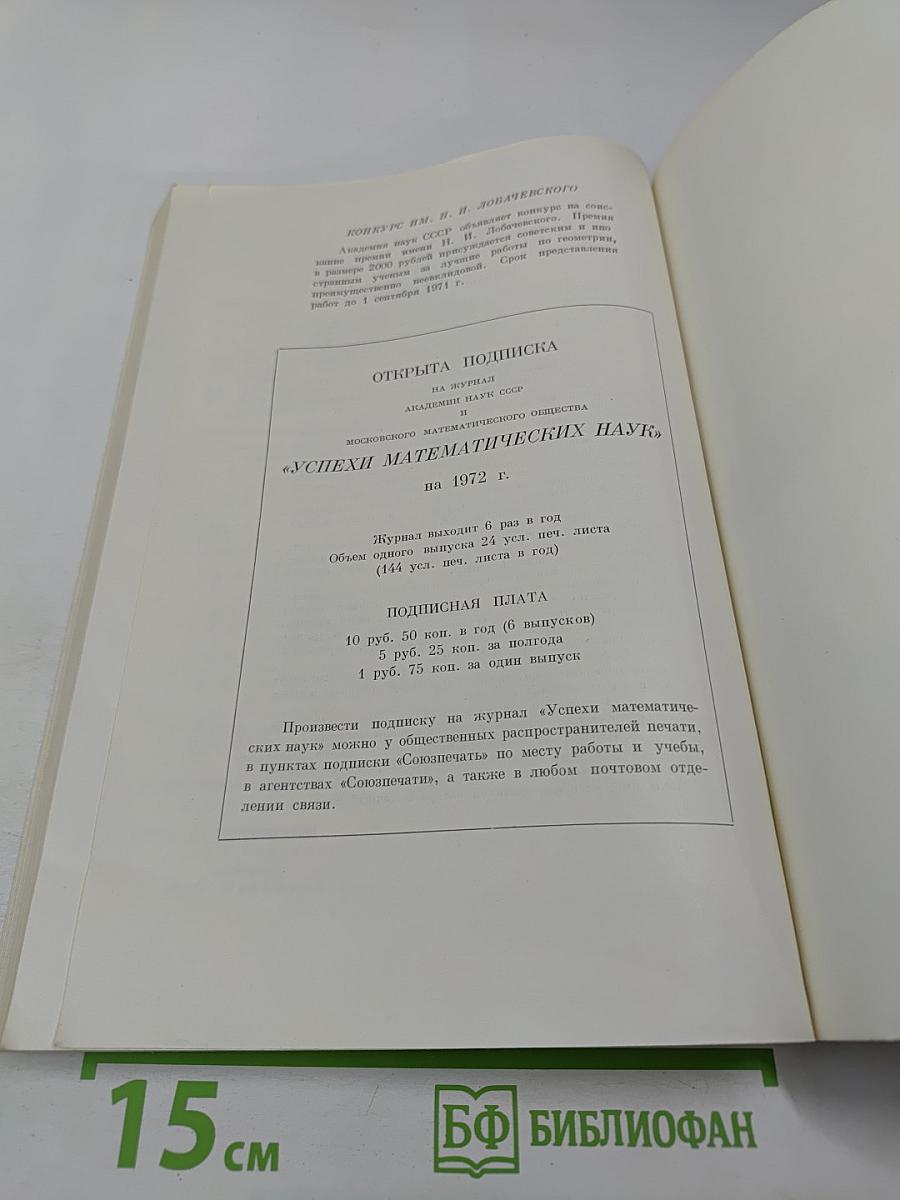 КОНКУРС ИМ. Н. И. ЛОБАЧЕВСКОГО
Академия наук СССР объявляет конкурс на соис-
кание премии имени Н. И. Лобачевского. Премия
в размере 2000 рублей присуждается советским и ино
странным ученым за лучшие работы по геометрии,
преимущественно неевклидовой. Срок представления
работ до 1 сентября 1971 г.
ОТКРЫТА ПОДПИСКА
НА ЖУРНАЛ
АКАДЕМИИ НАУК СССР
И
МОСКОВСКОГО МАТЕМАТИЧЕСКОГО ОБЩЕСТВА
«УСПЕХИ МАТЕМАТИЧЕСКИХ НАУК»
на 1972 г.
Журнал выходит 6 раз в год
Объем одного выпуска 24 усл. печ. листа
(144 усл. печ. листа в год)
ПОДПИСНАЯ ПЛАТА
10 руб. 50 коп. в год (6 выпусков)
5 руб. 25 коп. за полгода
1 руб. 75 коп. за один выпуск
Произвести подписку на журнал «Успехи математиче-
ских наук» можно у общественных распространителей печати,
в пунктах подписки «Союзпечать» по месту работы и учебы,
в агентствах «Союзпечати», а также в любом почтовом отде-
лении связи.
15 см
БФ БИБЛИОФАН